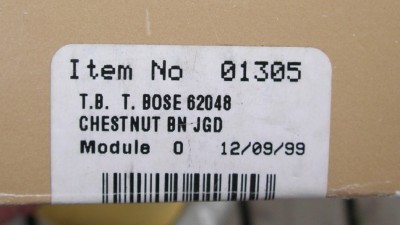 Item No 01305
T.B. T. BOSE 62048
CHESTNUT BN JGD
Module 0 12/09/99